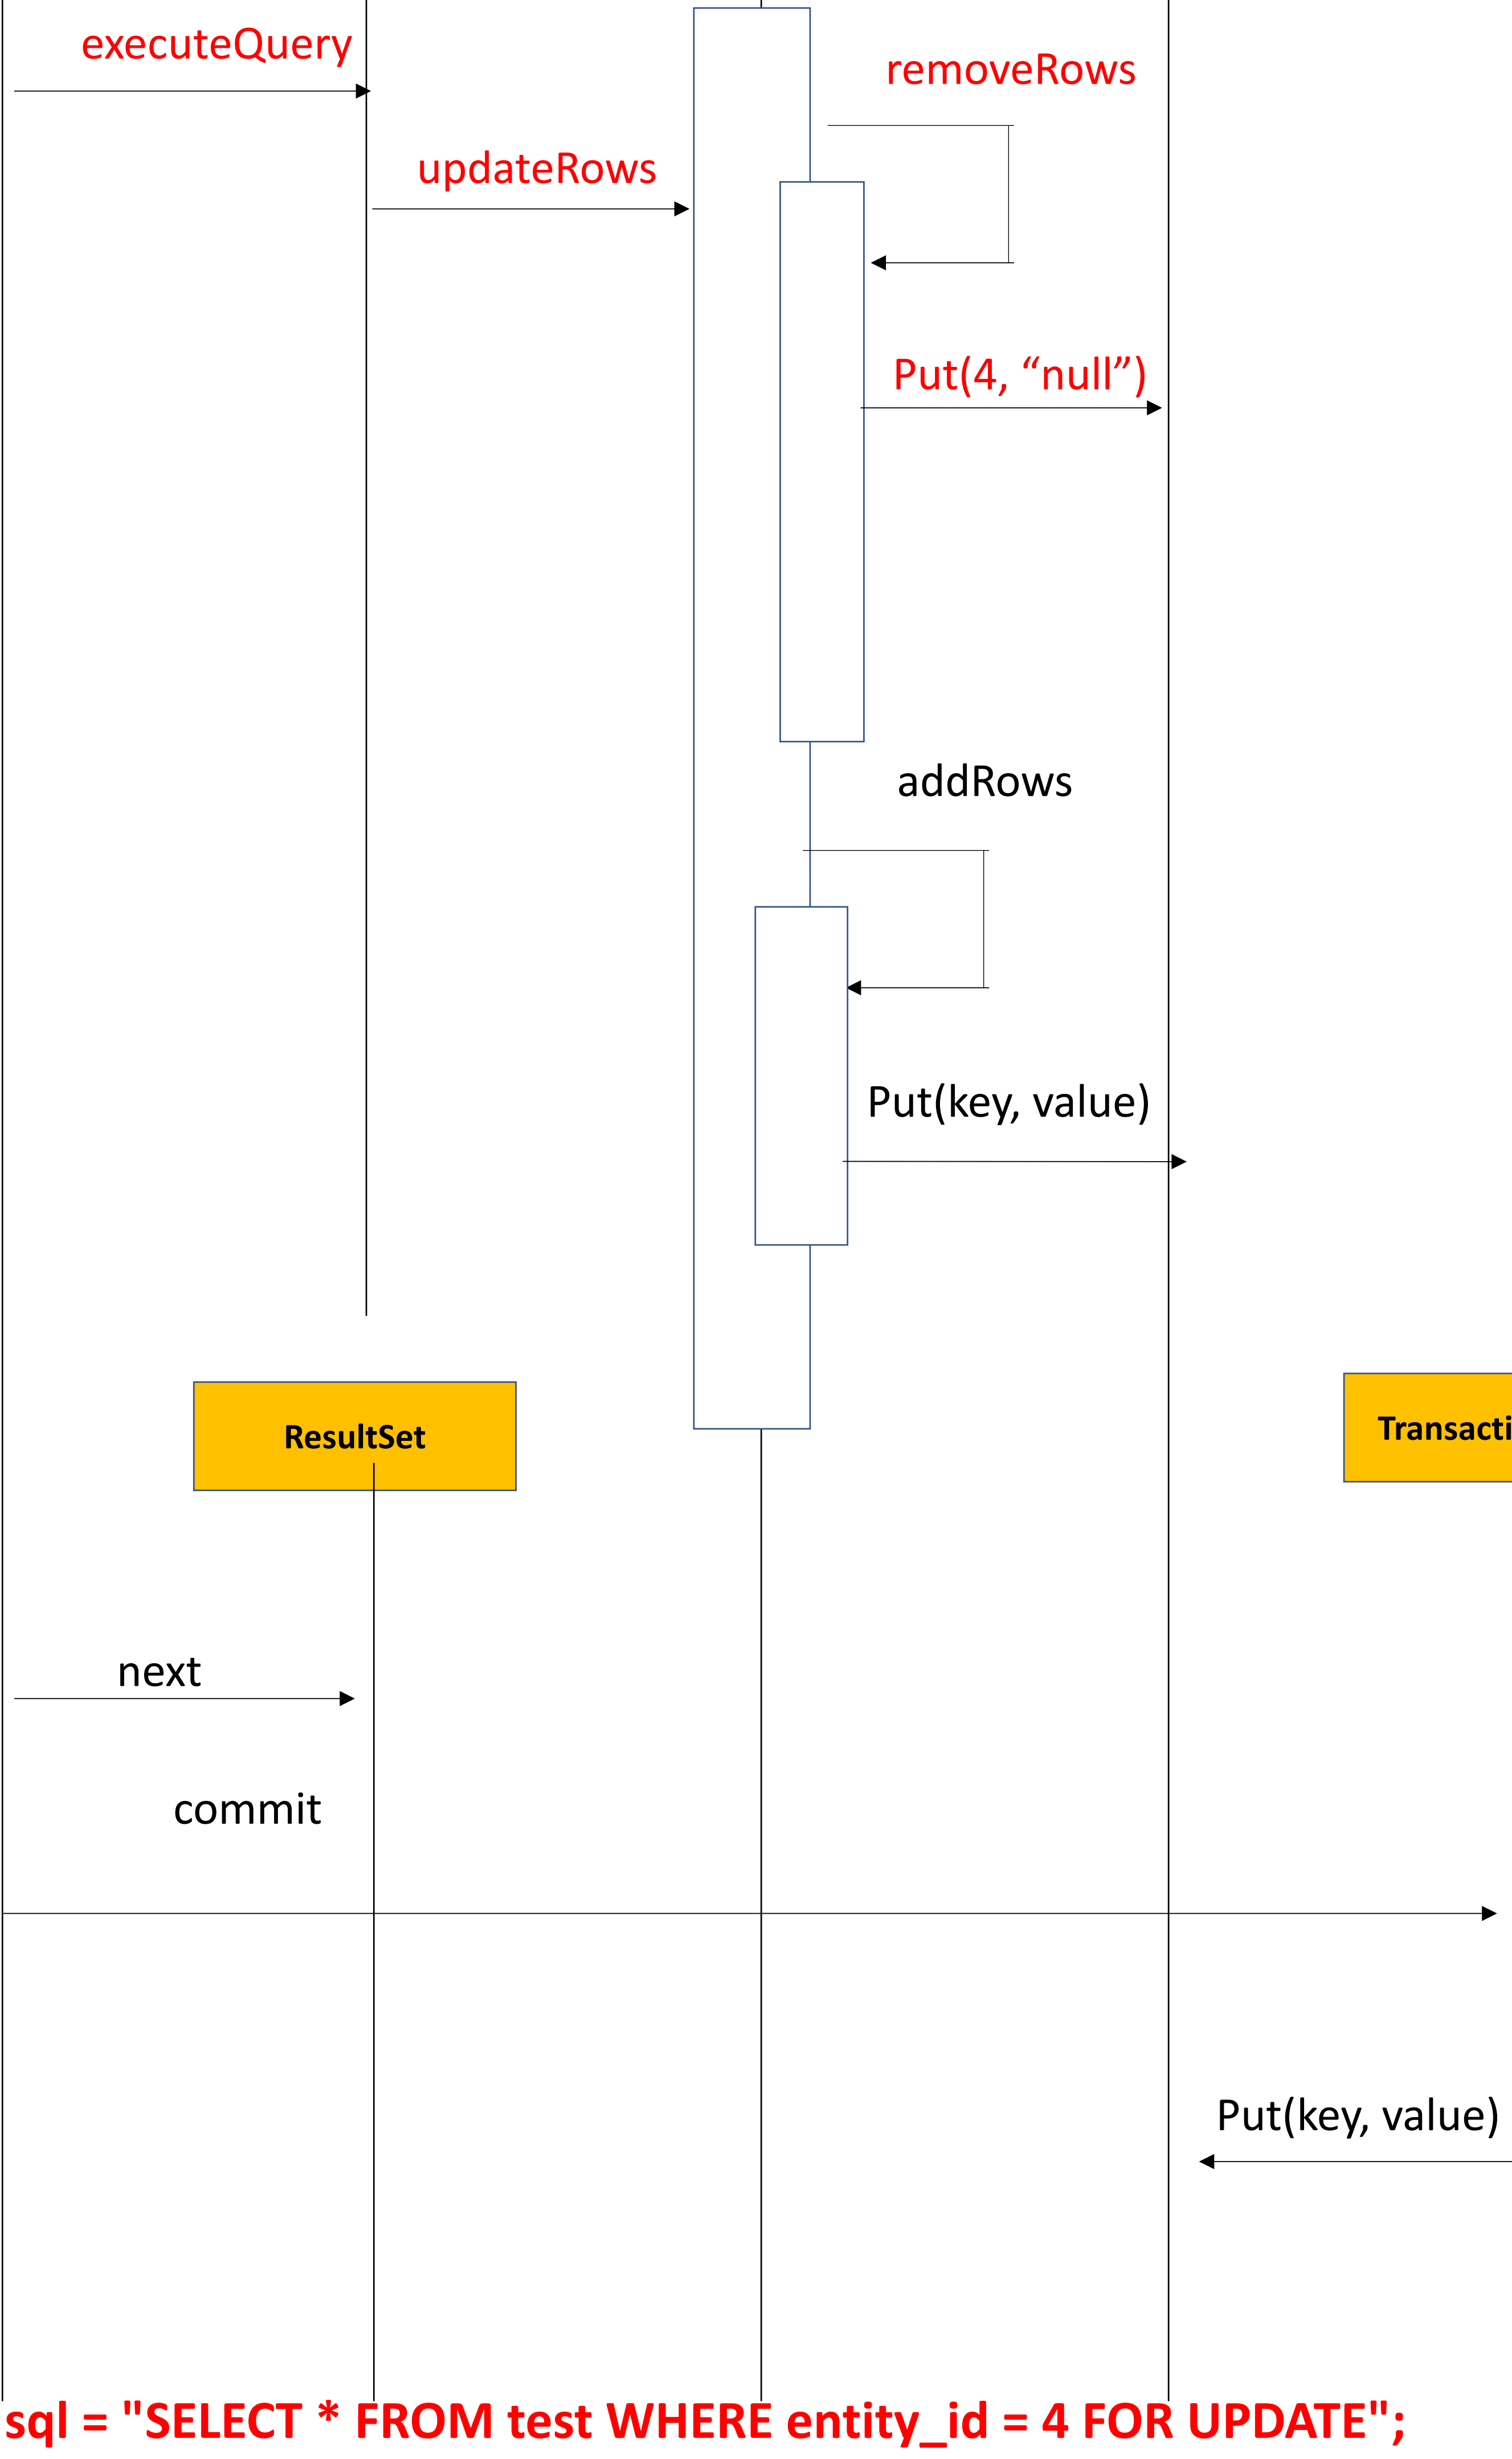 executeQuery
removeRows
updateRows
Put(4, “null”)
addRows
Put(key, value)
ResultSet
Transacti
next
commit
Put(key, value)
sql = "SELECT * FROM test WHERE entity_id = 4 FOR UPDATE";